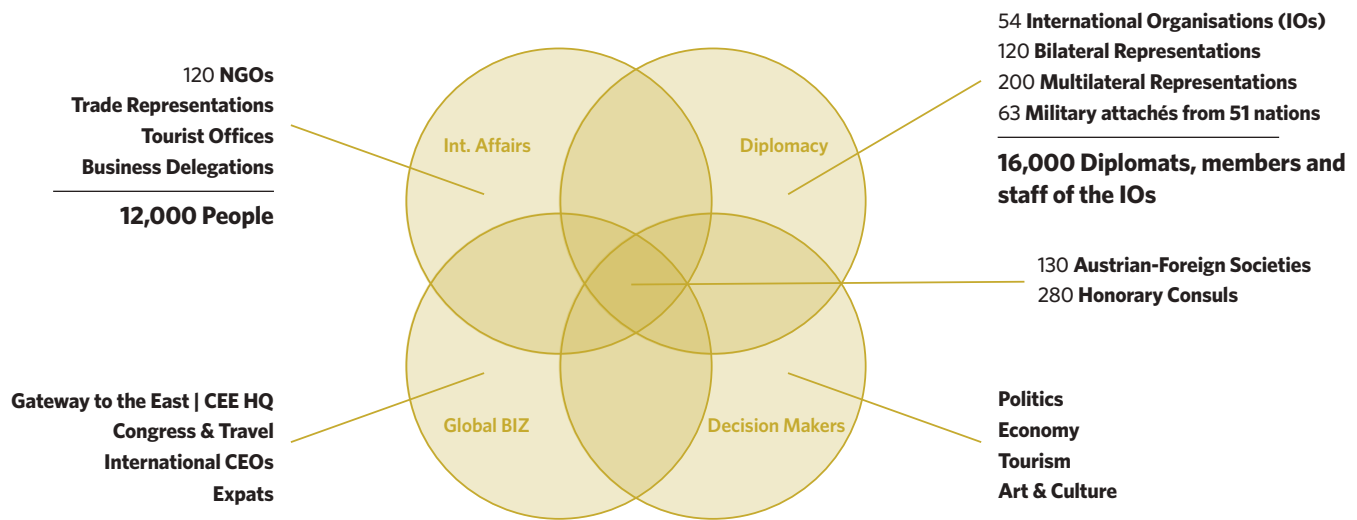 120 NGOs
Trade Representations
Tourist Offices
Business Delegations
12,000 People
Int. Affairs
Diplomacy
54 International Organisations (IOs)
120 Bilateral Representations
200 Multilateral Representations
63 Military attachés from 51 nations
16,000 Diplomats, members and
staff of the IOs
130 Austrian-Foreign Societies
280 Honorary Consuls
Gateway to the East | CEE HQ
Congress & Travel
International CEOs
Expats
Global BIZ
Decision Makers
Politics
Economy
Tourism
Art & Culture